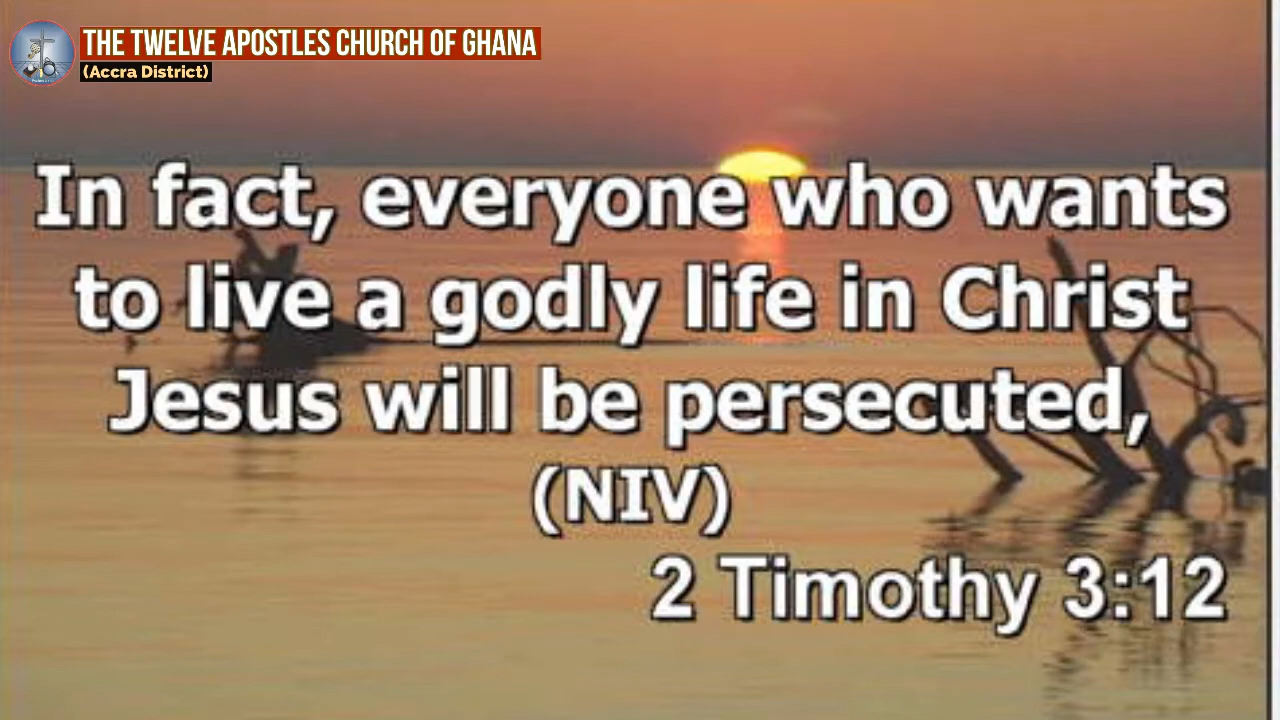 THE TWELVE APOSTLES CHURCH OF GHANA
(Accra District)
In fact, everyone who wants
to live a godly life in Christ
Jesus will be persecuted,
(NIV)
2 Timothy 3:12